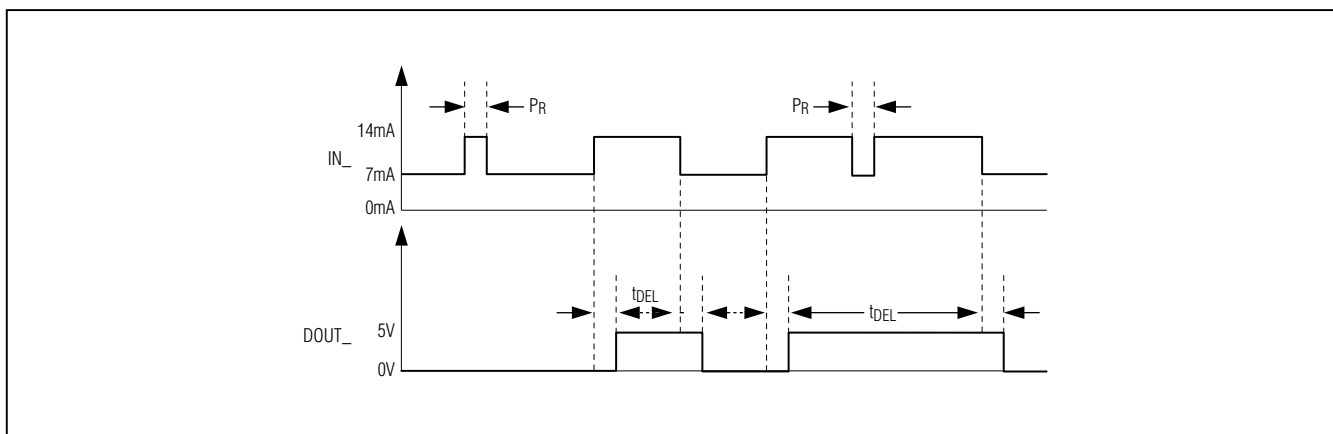 PR
PR
14mA
IN_
7mA
0mA
tDEL
tDEL
5V
DOUT_
0V